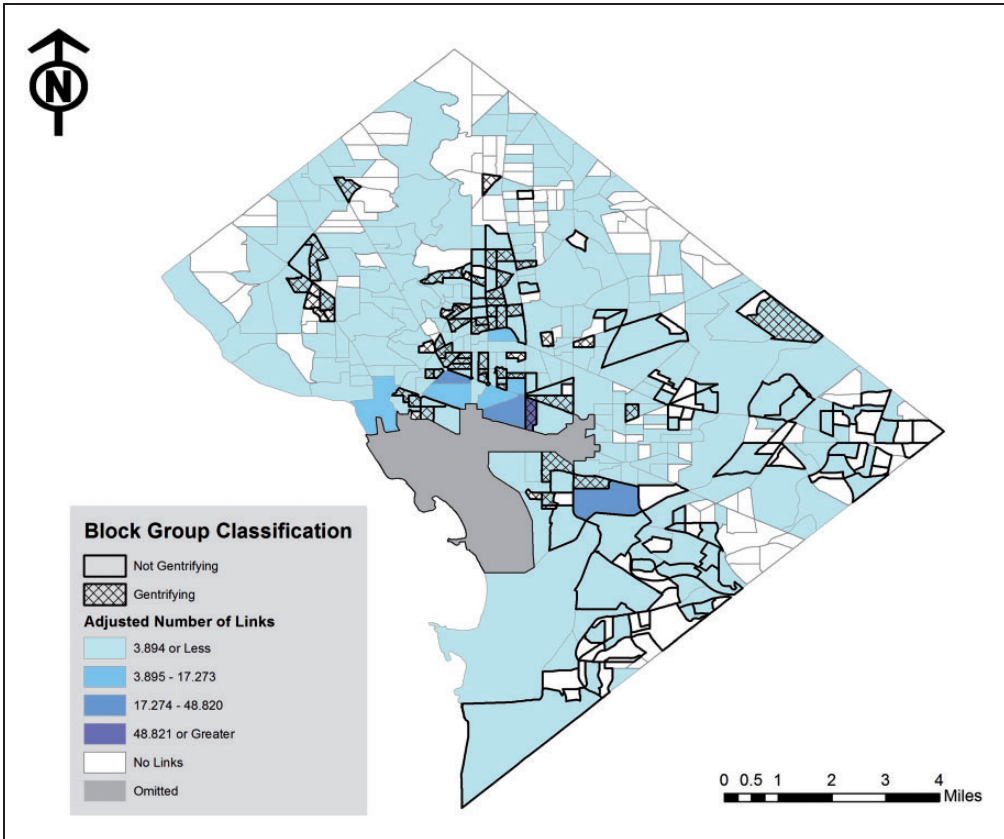 N
Block Group Classification
Not Gentrifying
Gentrifying
Adjusted Number of Links
3.894 or Less
3.895 - 17.273
17.274 - 48.820
48.821 or Greater
No Links
Omitted
0 0.5 1 2 3 4
Miles